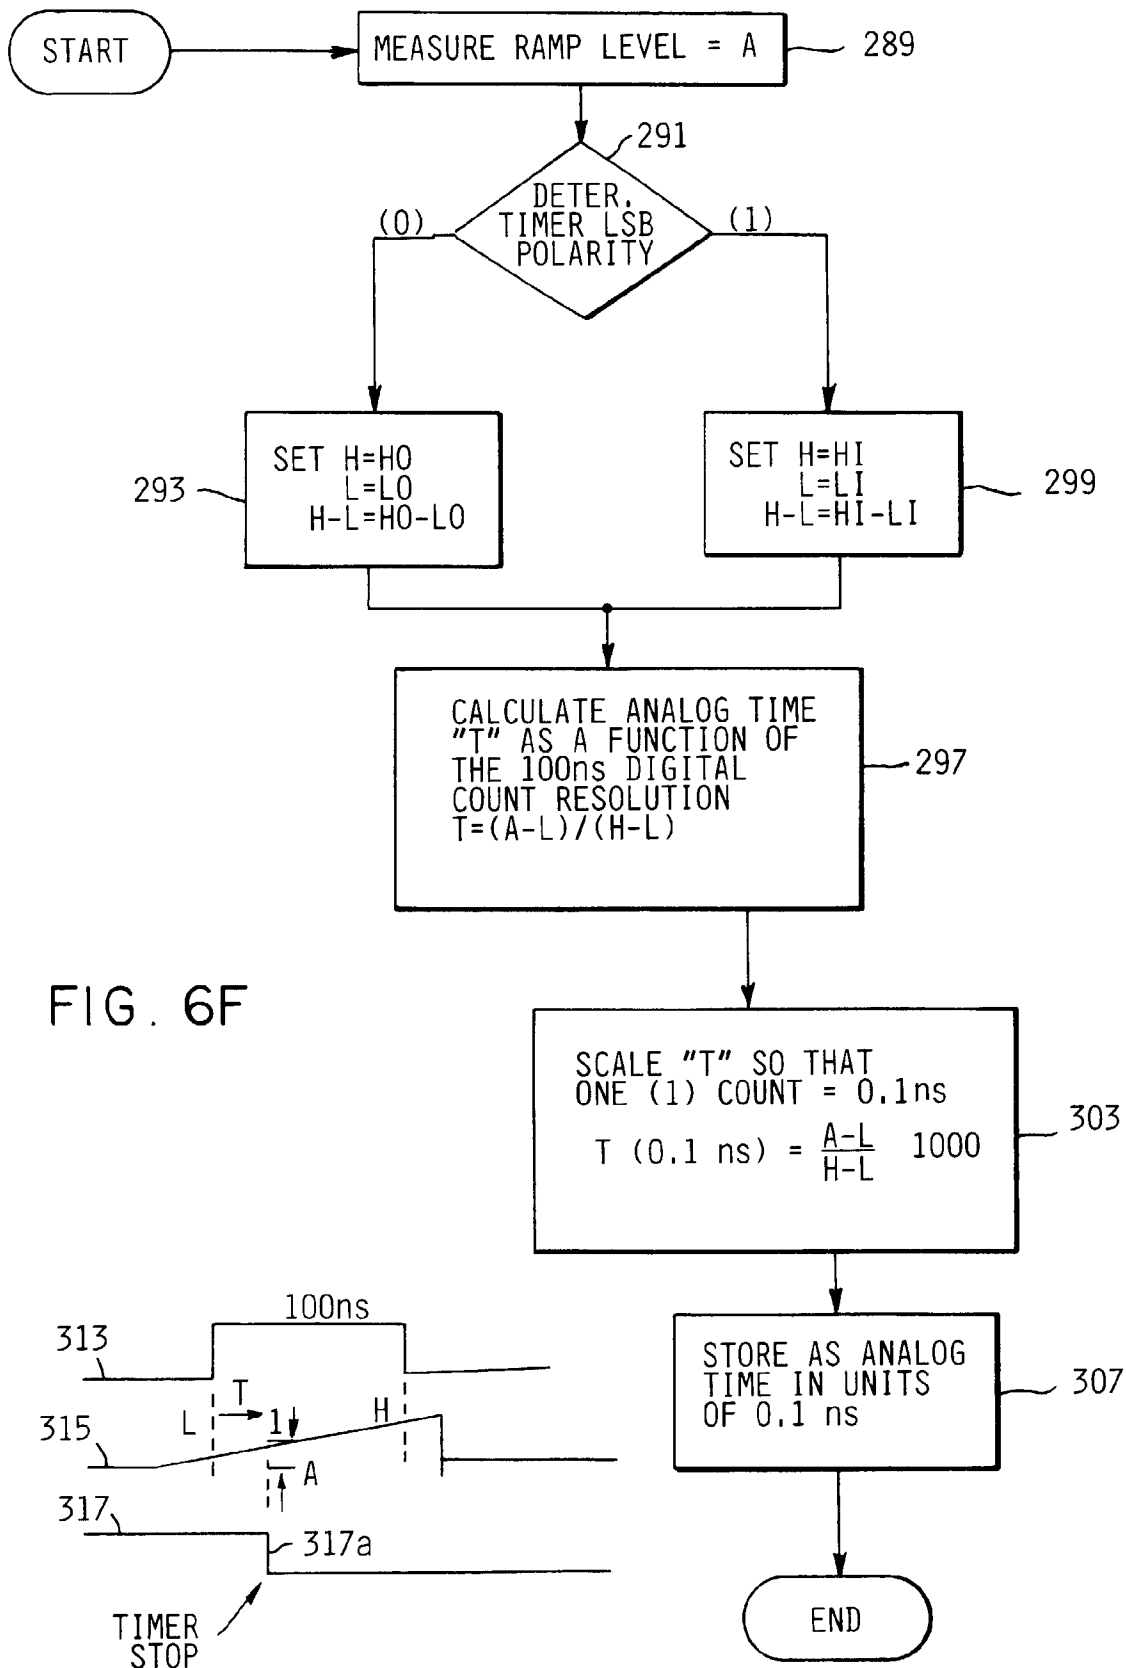 START
MEASURE RAMP LEVEL = A
289
291
DETER.
TIMER LSB
POLARITY
(0)
(1)
SET H=HO
L=LO
H-L=HO-LO
293
SET H=HI
L=LI
H-L=HI-LI
299
CALCULATE ANALOG TIME
"T" AS A FUNCTION OF
THE 100ns DIGITAL
COUNT RESOLUTION
T=(A-L)/(H-L)
297
FIG. 6F
SCALE "T" SO THAT
ONE (1) COUNT = 0.1ns
T (0.1 ns) = A-L 1000
H-L
303
STORE AS ANALOG
TIME IN UNITS
OF 0.1 ns
307
END
100ns
313
T
L
1
H
315
A
317
317a
TIMER
STOP